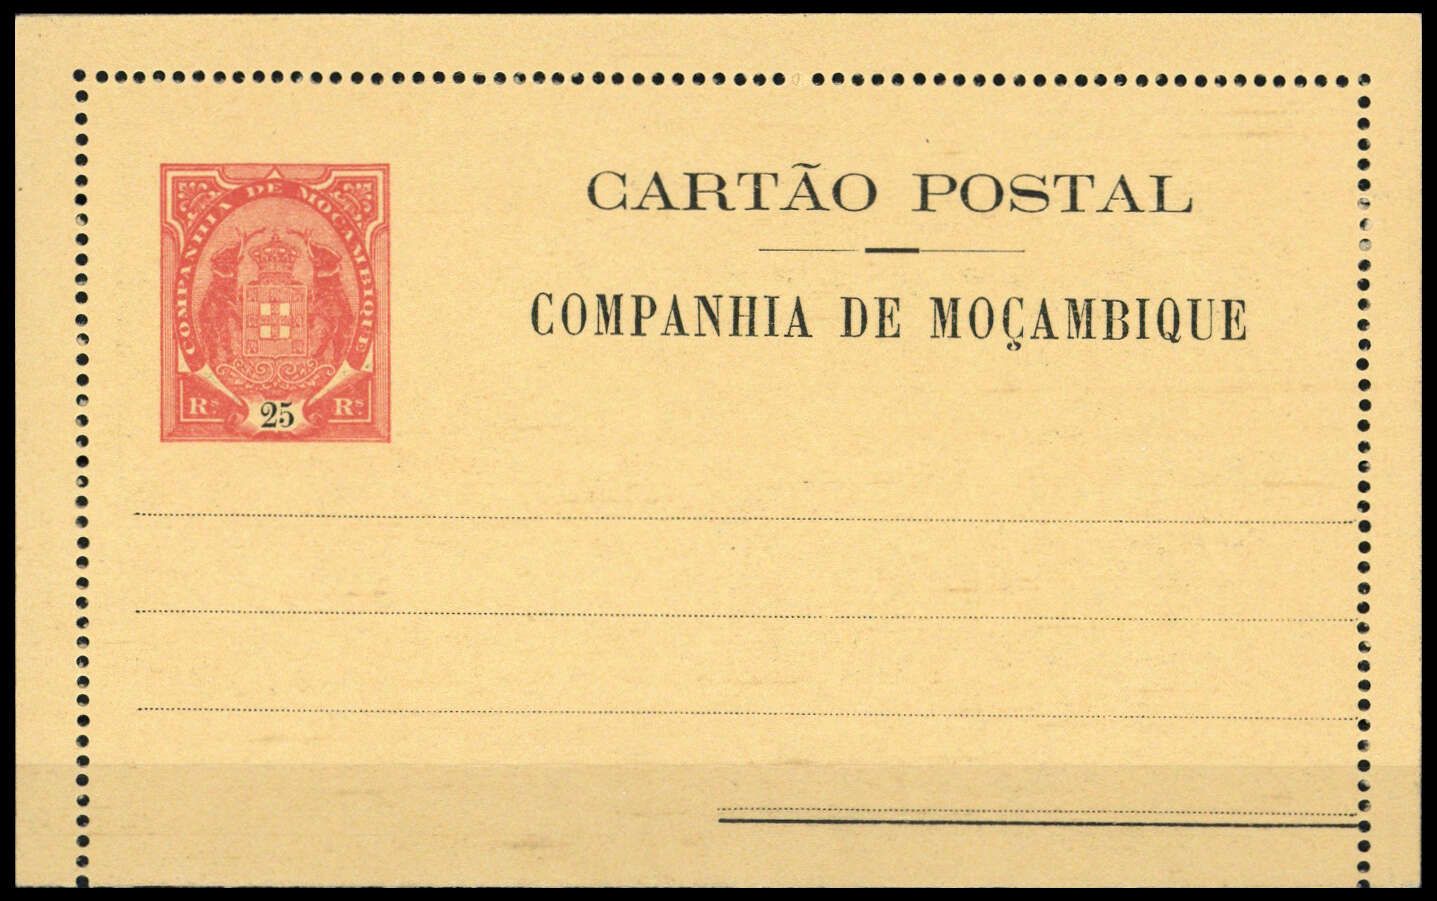 COMPANHIA DE MOÇAMBIQUE
Rs 25 Rs
CARTÃO POSTAL
COMPANHIA DE MOÇAMBIQUE